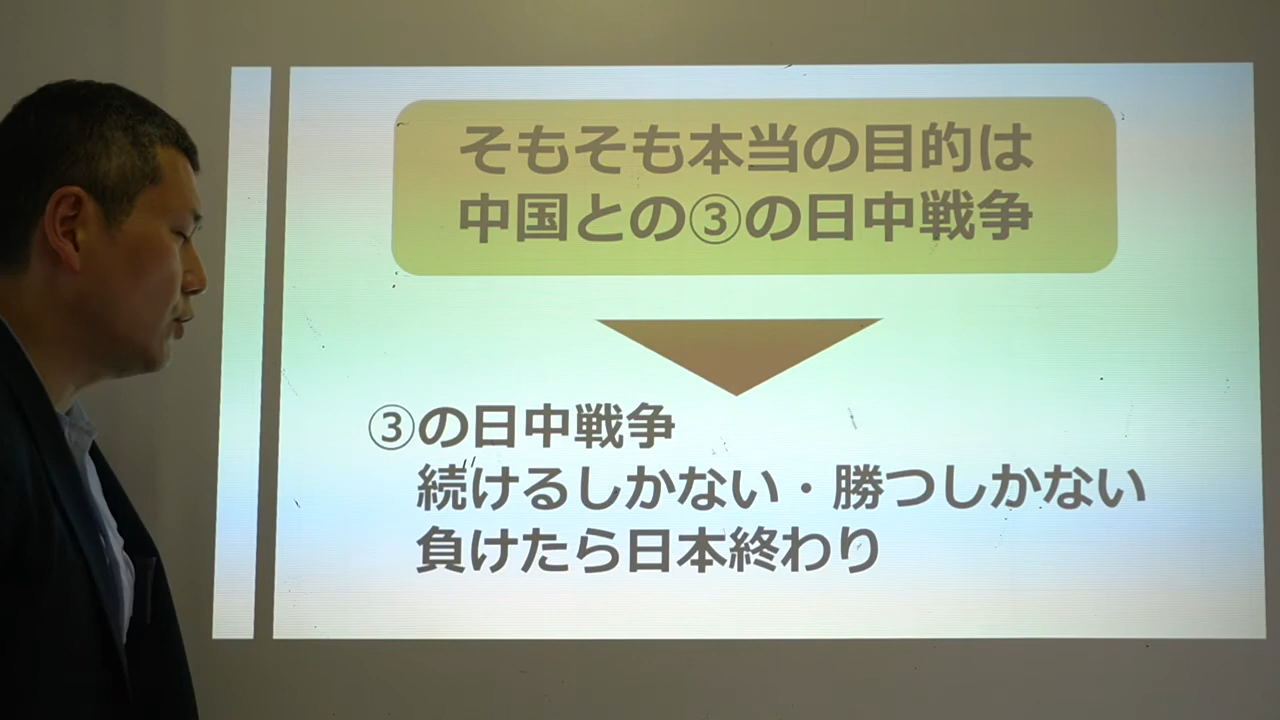 そもそも本当の目的は
中国との③の日中戦争
③の日中戦争
続けるしかない・勝つしかない
負けたら日本終わり